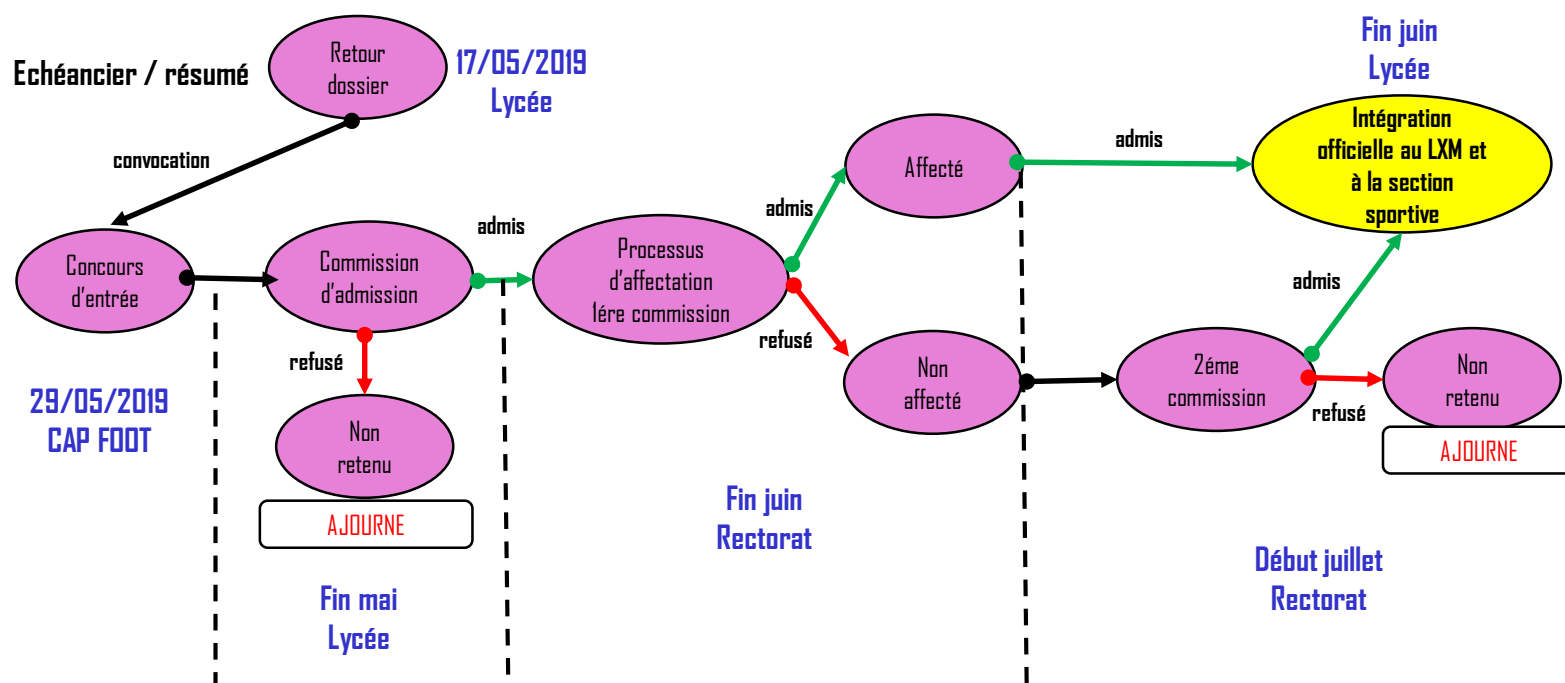 Echéancier / résumé
Retour
dossier
17/05/2019
Lycée
convocation
Concours
d'entrée
29/05/2019
CAP FOOT
Commission
d'admission
admis
refusé
Non
retenu
AJOURNE
Fin mai
Lycée
Processus
d'affectation
1ére commission
admis
refusé
Affecté
Non
affecté
Fin juin
Rectorat
admis
Fin juin
Lycée
Intégration
officielle au LXM et
à la section
sportive
2éme
commission
admis
refusé
Non
retenu
AJOURNE
Début juillet
Rectorat